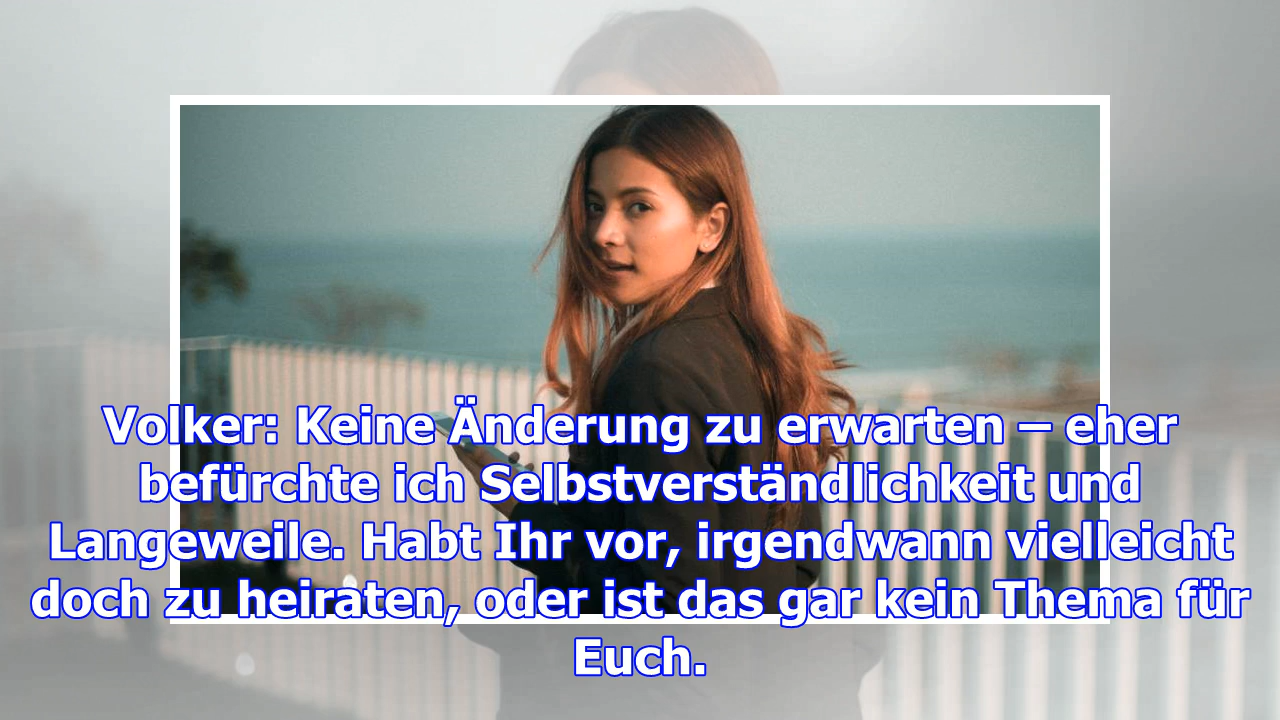 Volker: Keine Änderung zu erwarten – eher
befürchte ich Selbstverständlichkeit und
Langeweile. Habt Ihr vor, irgendwann vielleicht
doch zu heiraten, oder ist das gar kein Thema für
Euch.